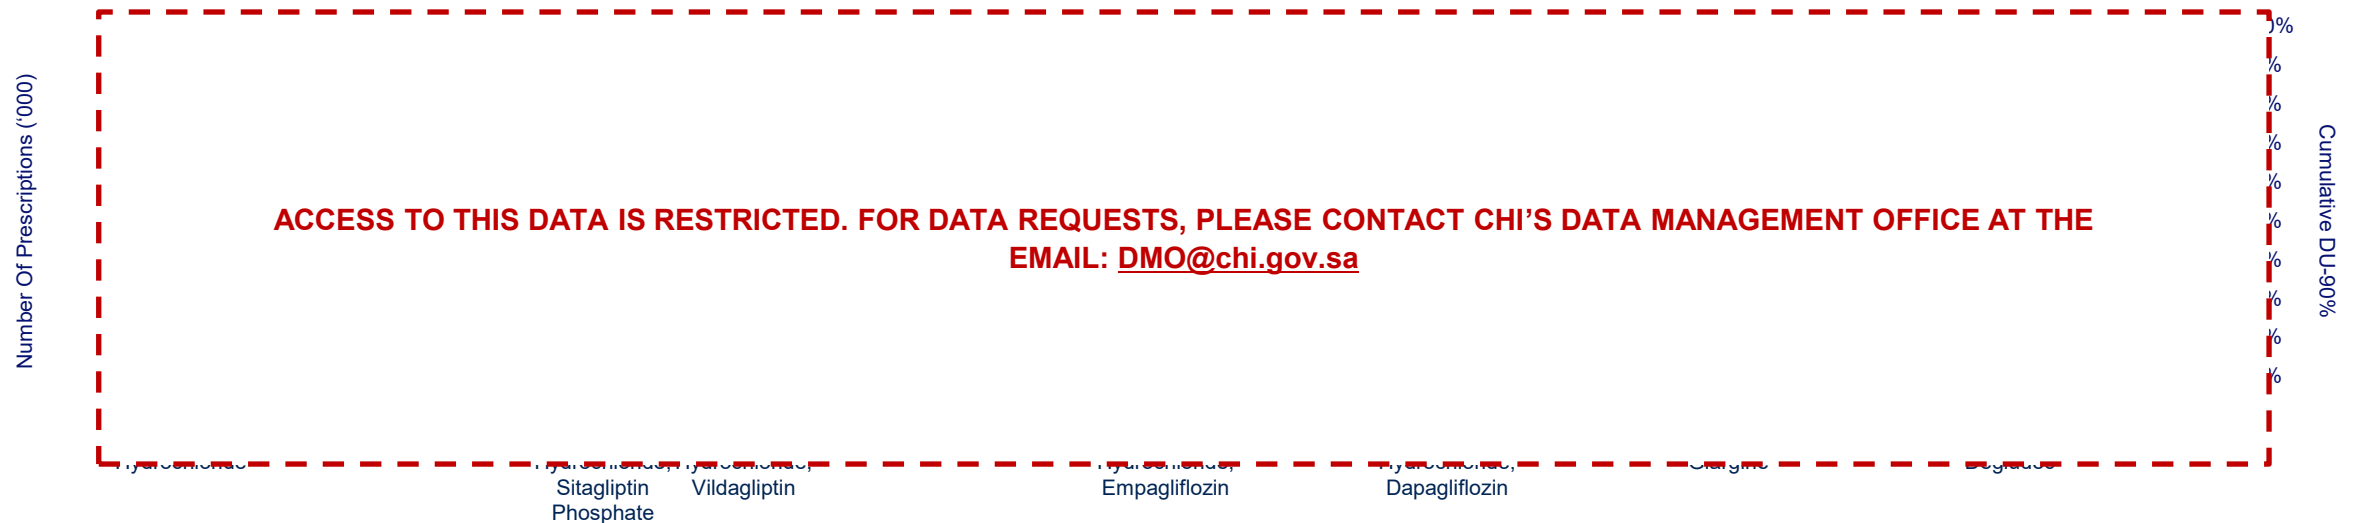 Number Of Prescriptions (‘000)
ACCESS TO THIS DATA IS RESTRICTED. FOR DATA REQUESTS, PLEASE CONTACT CHI’S DATA MANAGEMENT OFFICE AT THE
EMAIL: DMO@chi.gov.sa
Cummulative DU-90%
Sitagliptin
Phosphate
Vildagliptin
Empagliflozin
Dapagliflozin